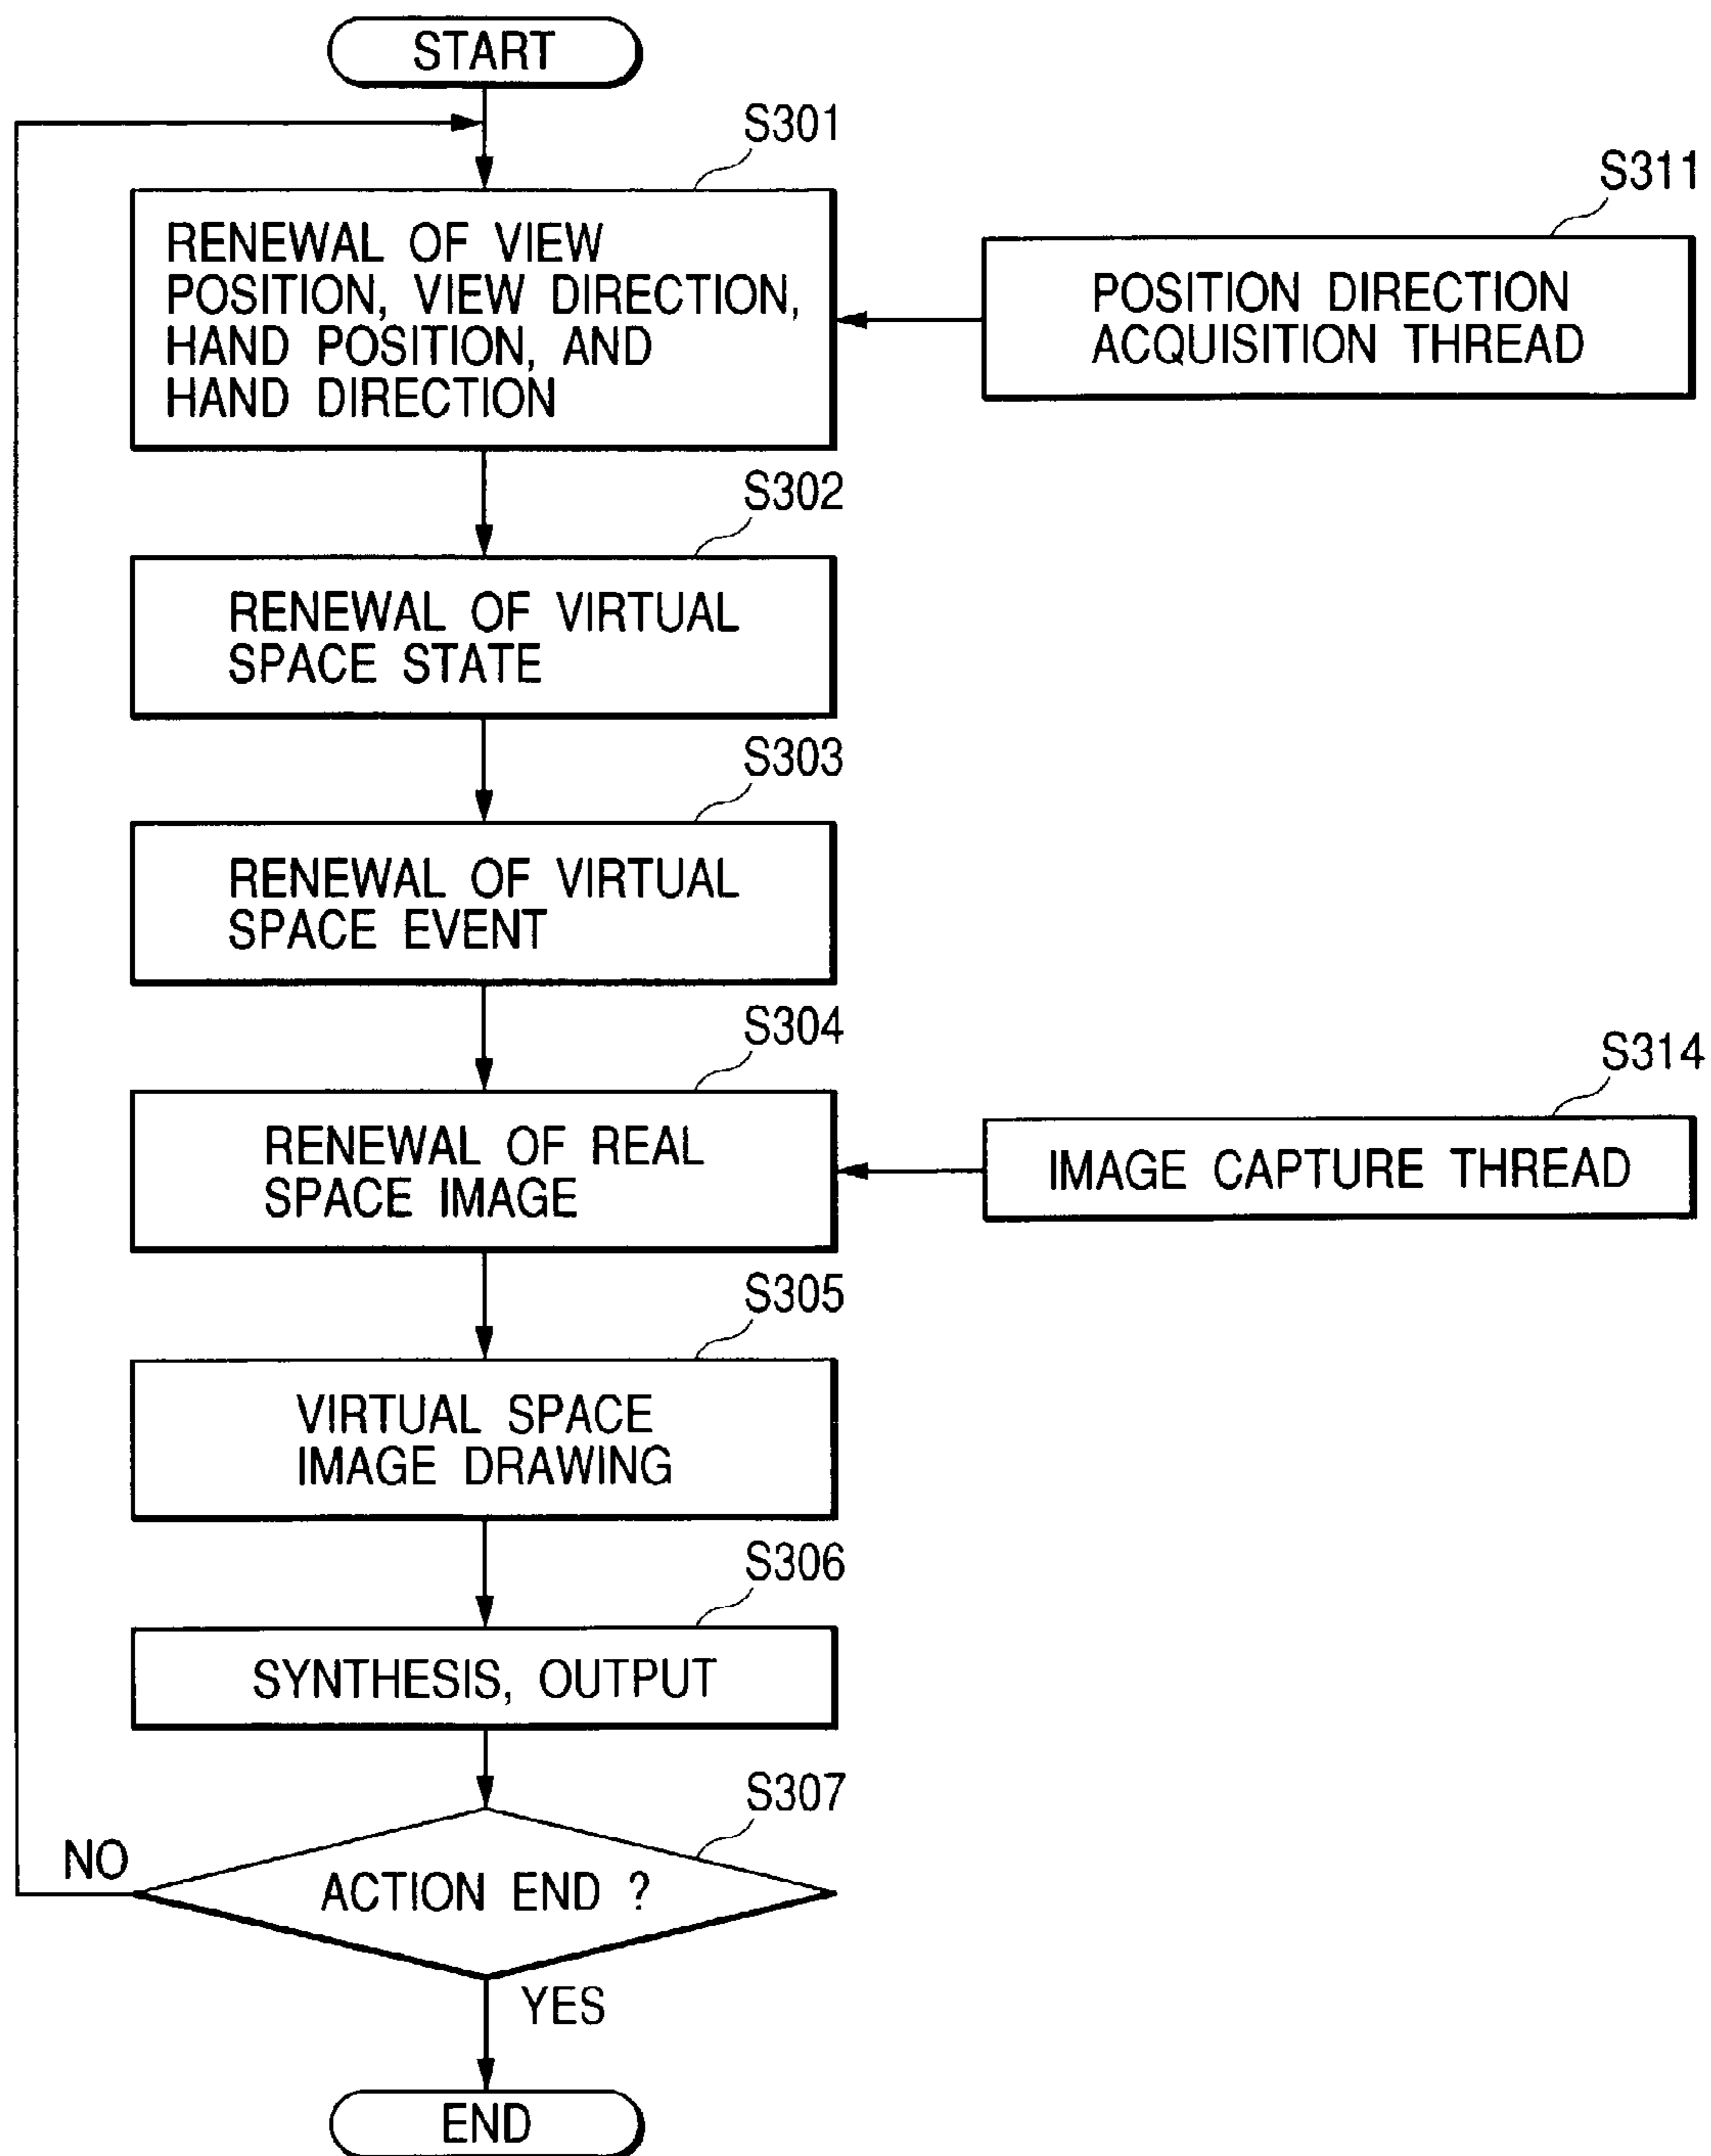 START
S301
RENEWAL OF VIEW
POSITION, VIEW DIRECTION,
HAND POSITION, AND
HAND DIRECTION
S311
POSITION DIRECTION
ACQUISITION THREAD
S302
RENEWAL OF VIRTUAL
SPACE STATE
S303
RENEWAL OF VIRTUAL
SPACE EVENT
S304
RENEWAL OF REAL
SPACE IMAGE
S314
IMAGE CAPTURE THREAD
S305
VIRTUAL SPACE
IMAGE DRAWING
S306
SYNTHESIS, OUTPUT
S307
ACTION END ?
NO
YES
END